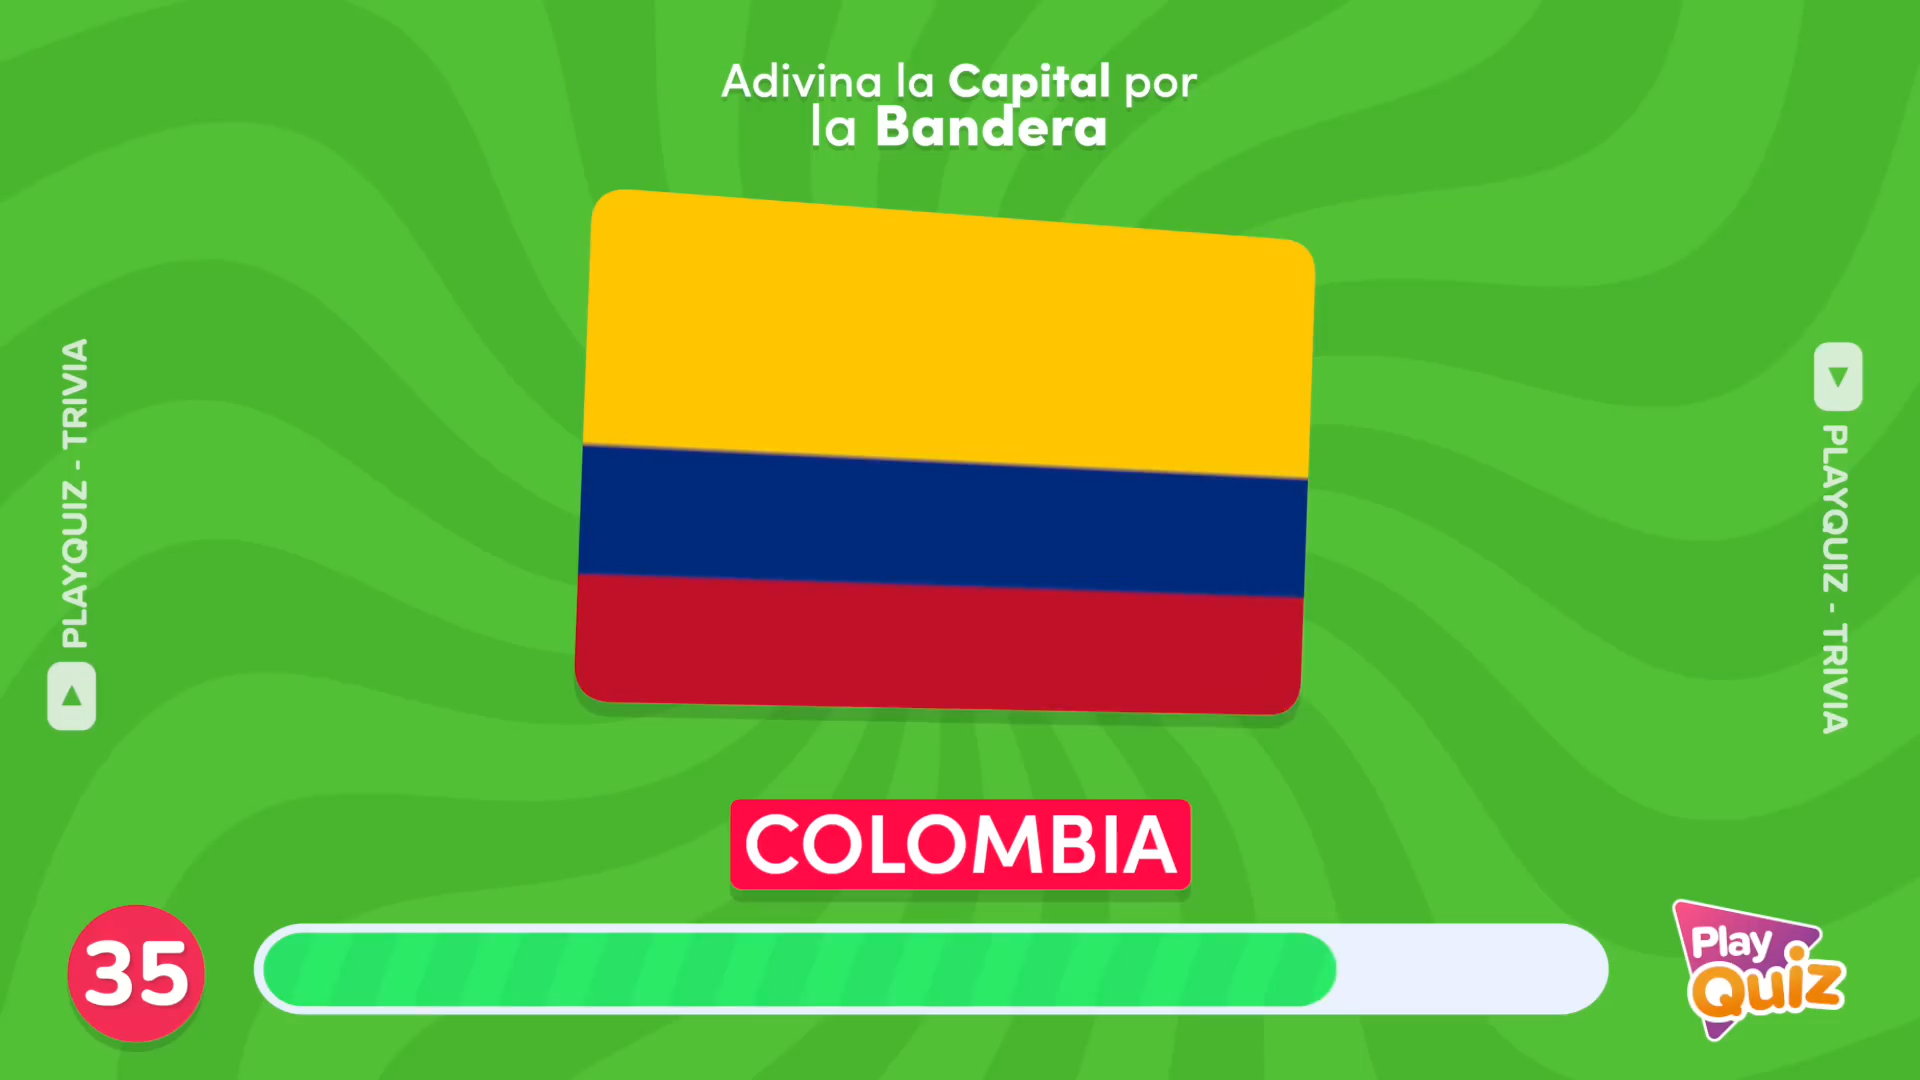 Adivina la Capital por
la Bandera
PLAYQUIZ - TRIVIA
PLAYQUIZ - TRIVIA
COLOMBIA
35
Play
Quiz